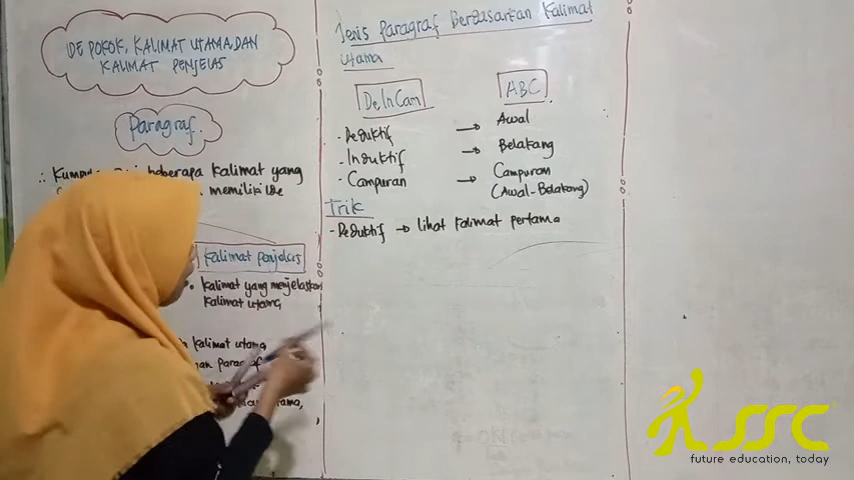 IDE POKOK, KALIMAT UTAMA, DAN
KALIMAT PENJELAS
Paragraf
∴ Kumpulan beberapa kalimat yang
memiliki ide
Kalimat Penjelas
• Kalimat yang menjelaskan
Kalimat utama
Kalimat utama
Jenis Paragraf Berdasarkan Kalimat
Utama
DeInCam
ABC
- Deduktif → Awal
- Induktif → Belakang
- Campuran → Campuran
(Awal-Belakang)
Trik
- Deduktif → lihat kalimat pertama
SSC
future education, today